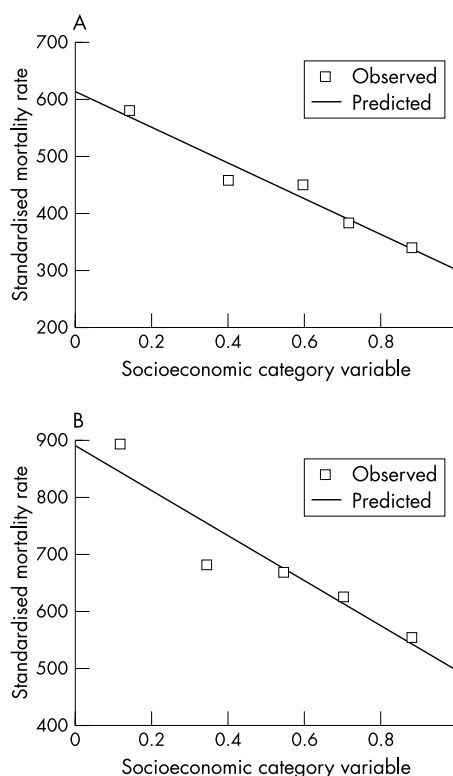 A
700
600
500
400
300
200
Standardised mortality rate
Observed
Predicted
0 0.2 0.4 0.6 0.8
Socioeconomic category variable
B
900
800
700
600
500
400
Standardised mortality rate
Observed
Predicted
0 0.2 0.4 0.6 0.8
Socioeconomic category variable